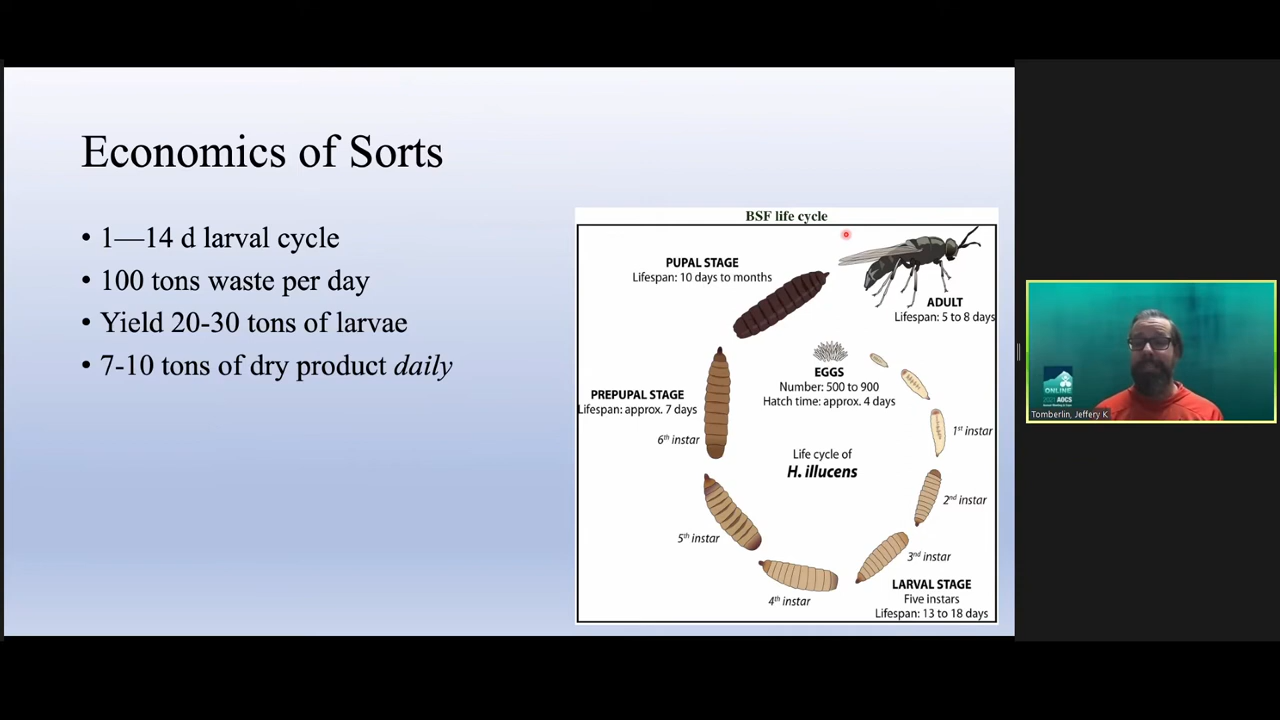 Economics of Sorts
• 1—14 d larval cycle
• 100 tons waste per day
• Yield 20-30 tons of larvae
• 7-10 tons of dry product daily
BSF life cycle
PUPAL STAGE
Lifespan: 10 days to months
ADULT
Lifespan: 5 to 8 days
EGGS
Number: 500 to 900
Hatch time: approx. 4 days
PREPUPAL STAGE
Lifespan: approx. 7 days
6th instar
1st instar
Life cycle of
H. illucens
2nd instar
5th instar
3rd instar
4th instar
LARVAL STAGE
Five instars
Lifespan: 13 to 18 days
ONLINE
2021 AOCS
Tomberlin, Jeffery K